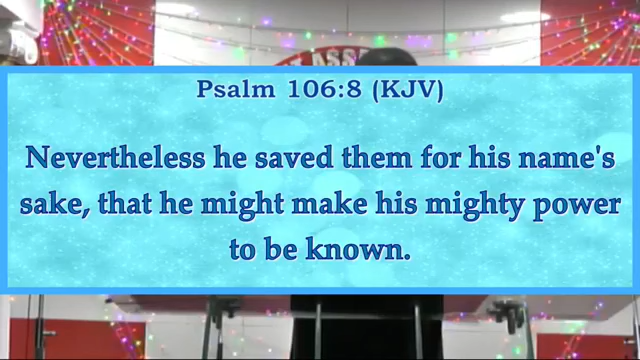 ASS
Psalm 106:8 (KJV)
Nevertheless he saved them for his name's
sake, that he might make his mighty power
to be known.